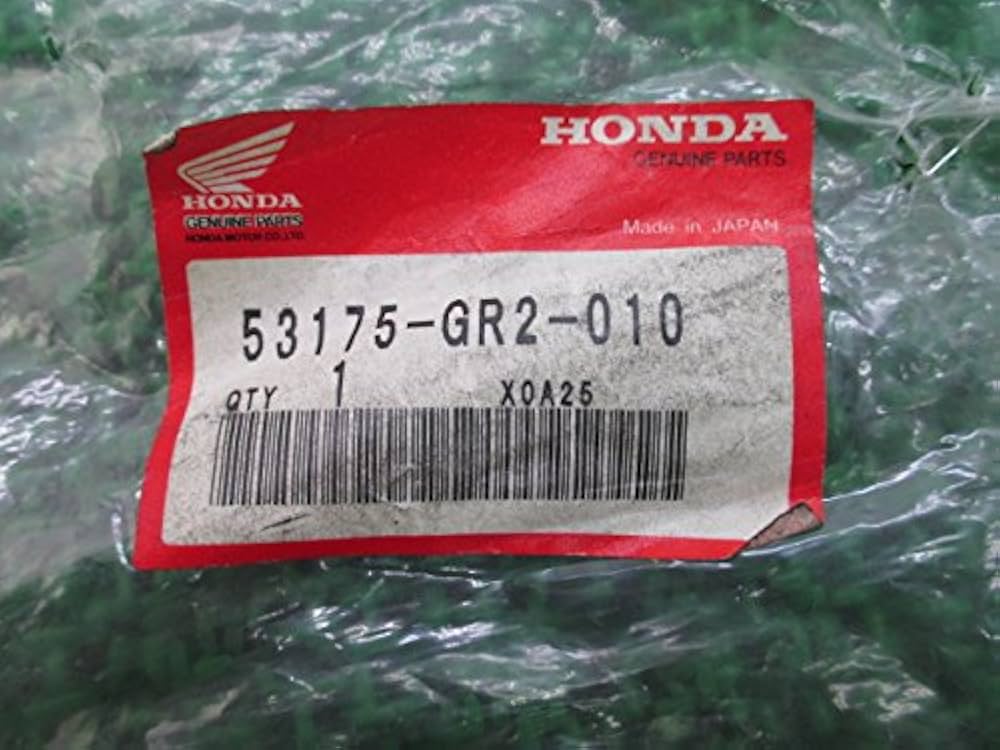 HONDA
GENUINE PARTS
HONDA MOTOR CO.,LTD.
HONDA
GENUINE PARTS
Made in JAPAN
53175-GR2-010
QTY 1 X0A25